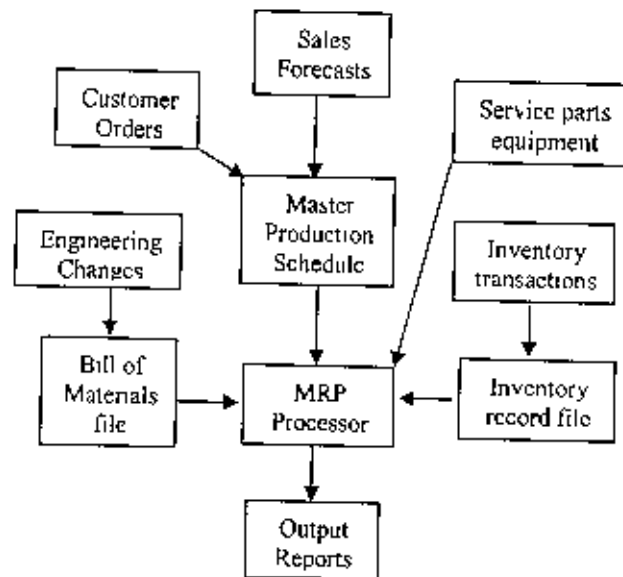 Sales
Forecasts
Customer
Orders
Service parts
equipment
Master
Production
Schedule
Engineering
Changes
Inventory
transactions
Bill of
Materials
file
MRP
Processor
Inventory
record file
Output
Reports